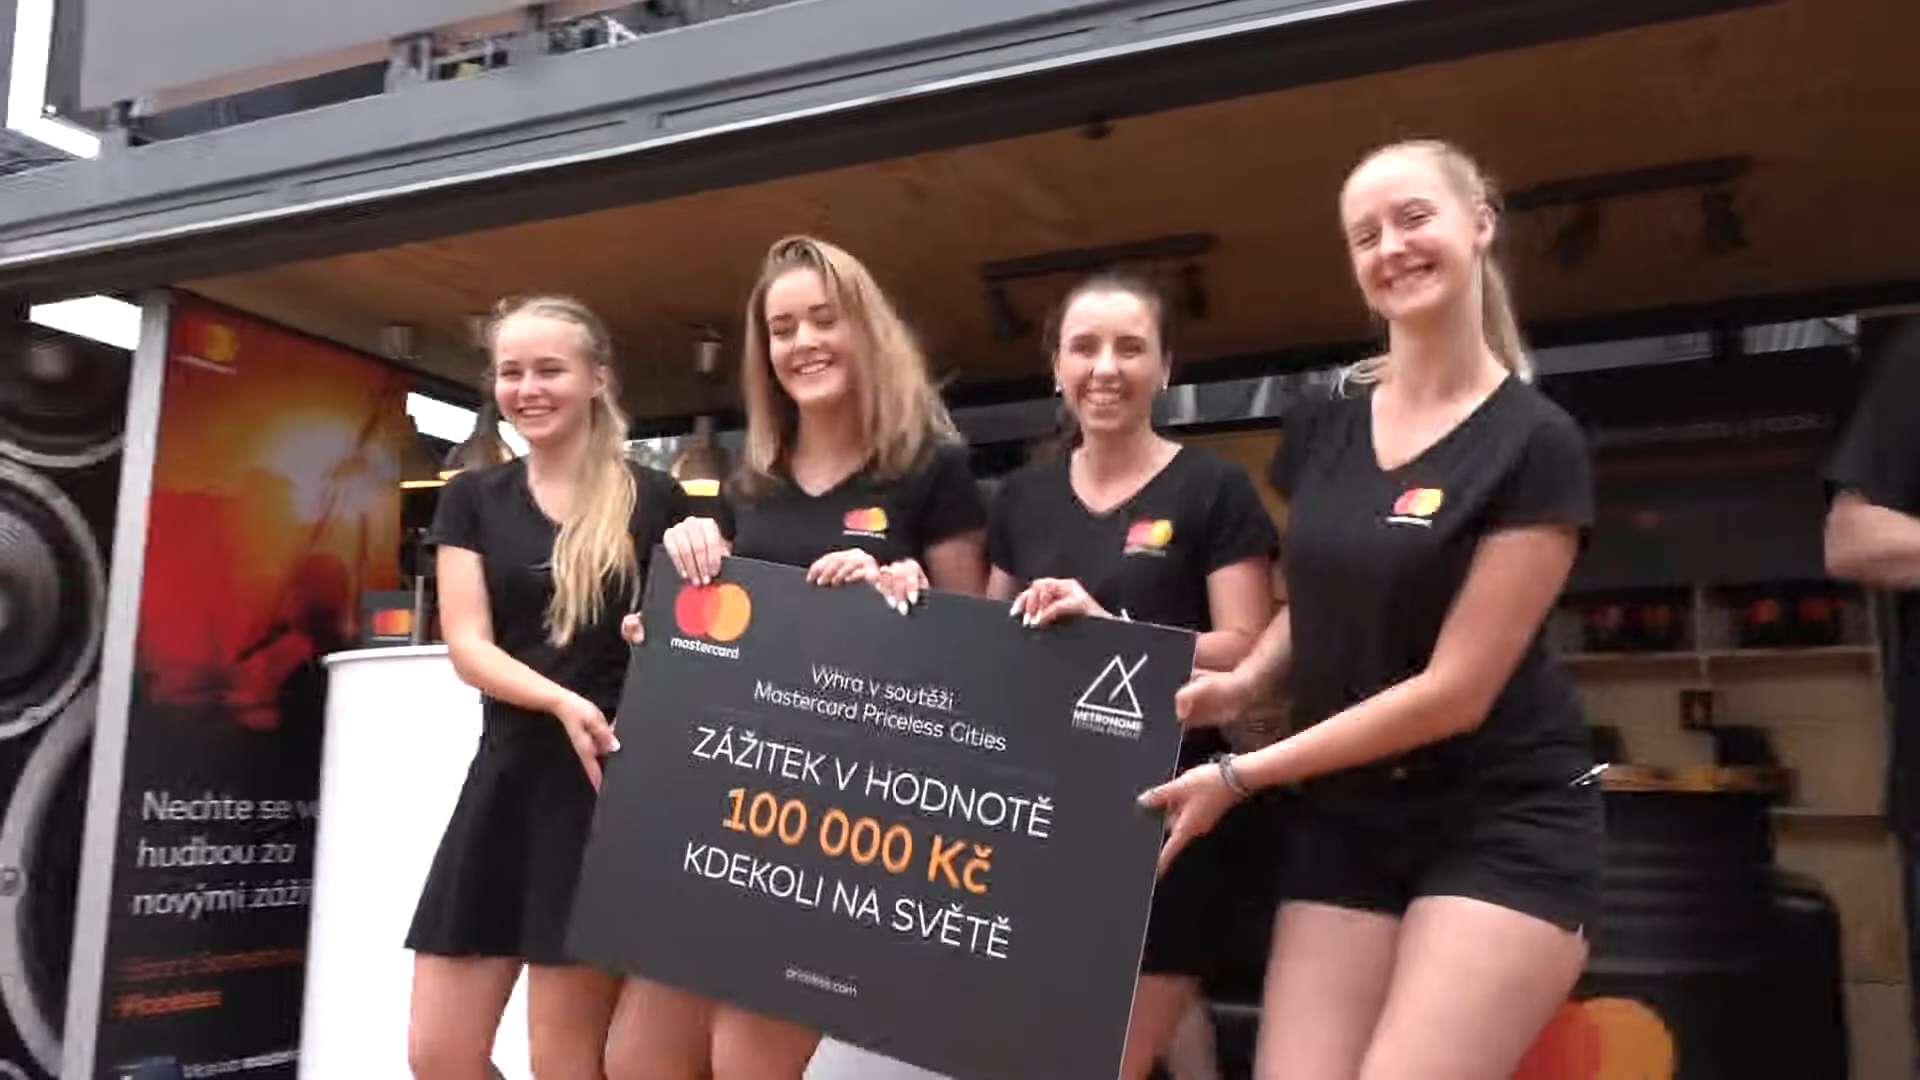 mastercard
METRONOME
Výhra v soutěži
Mastercard Priceless Cities
ZÁŽITEK V HODNOTĚ
100 000 Kč
KDEKOLI NA SVĚTĚ
priceless.com
Nechte se
hudbou za
novými
Priceless